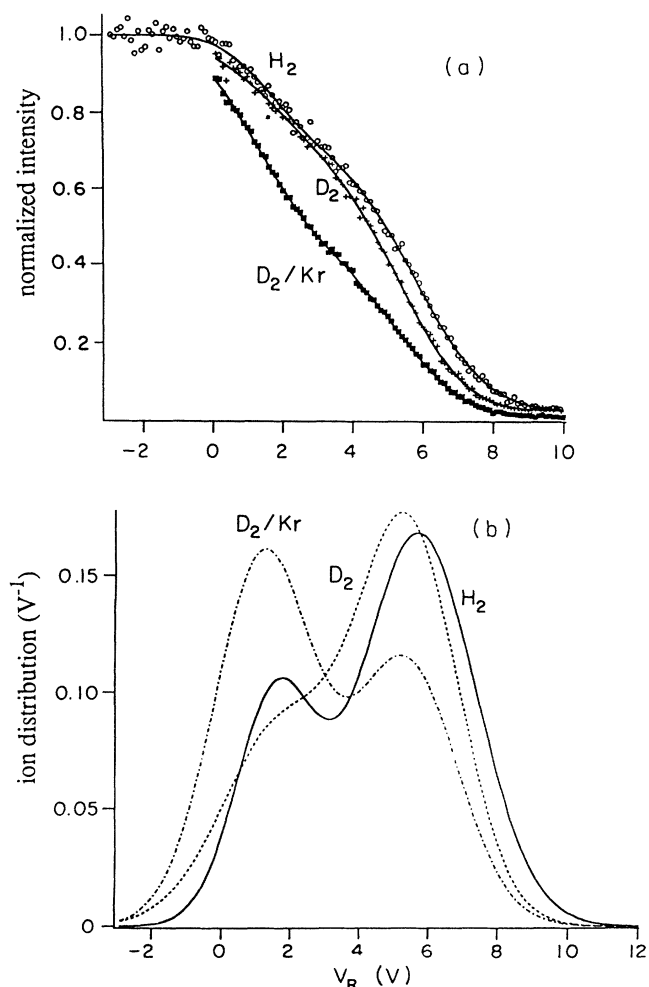 (a)
1.0
0.8
0.6
0.4
0.2
normalized intensity
H2
D2
D2/Kr
-2 0 2 4 6 8 10
(b)
0.15
0.10
0.05
0
ion distribution (V-1)
D2/Kr
D2
H2
-2 0 2 4 6 8 10 12
VR (V)